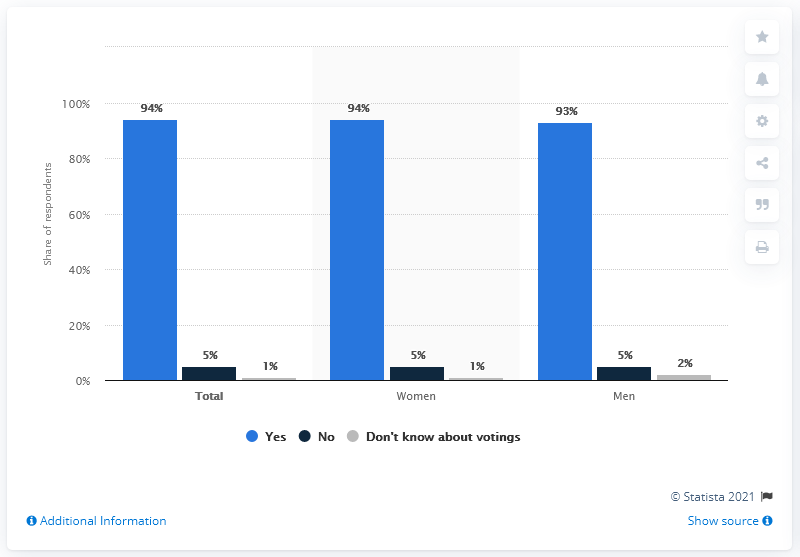 94%
94%
93%
100%
80%
60%
40%
20%
0%
Share of respondents
5%
1%
5%
1%
5%
2%
Total
Women
Men
Yes
No
Don't know about votings
© Statista 2021
Additional Information
Show source